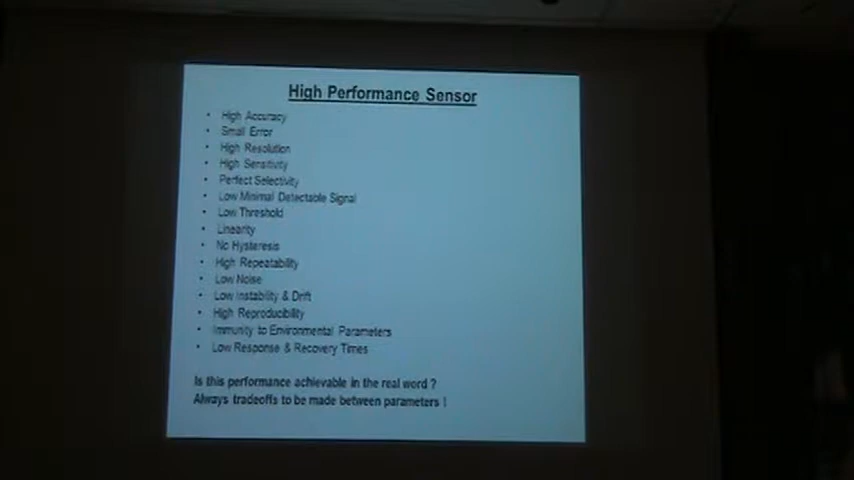 High Performance Sensor
• High Accuracy
• Small Error
• High Resolution
• High Sensitivity
• Perfect Selectivity
• Low Minimal Detectable Signal
• Low Threshold
• Linearity
• No Hysteresis
• High Repeatability
• Low Noise
• Low Instability & Drift
• High Reproducibility
• Immunity to Environmental Parameters
• Low Response & Recovery Times
Is this performance achievable in the real word ?
Always tradeoffs to be made between parameters !